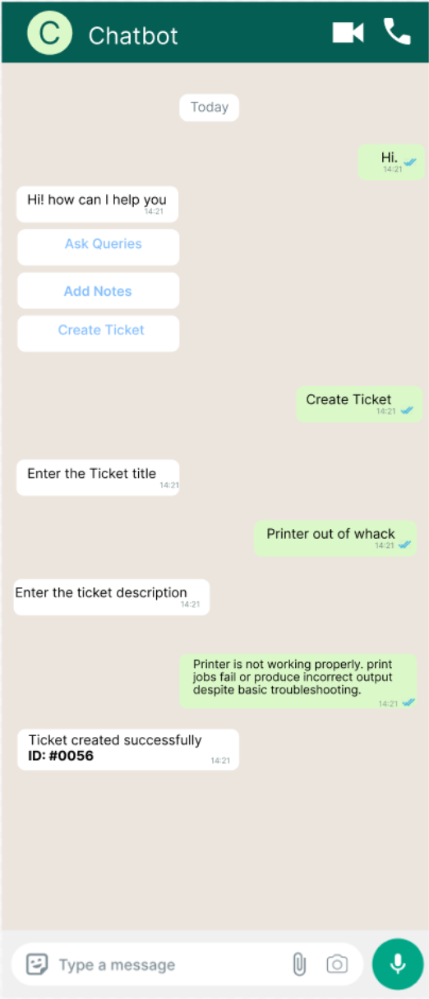 C Chatbot
Today
Hi.
14:21
Hi! how can I help you
14:21
Ask Queries
Add Notes
Create Ticket
Create Ticket
14:21
Enter the Ticket title
14:21
Printer out of whack
14:21
Enter the ticket description
14:21
Printer is not working properly. print
jobs fail or produce incorrect output
despite basic troubleshooting.
14:21
Ticket created successfully
ID: #0056
14:21
Type a message